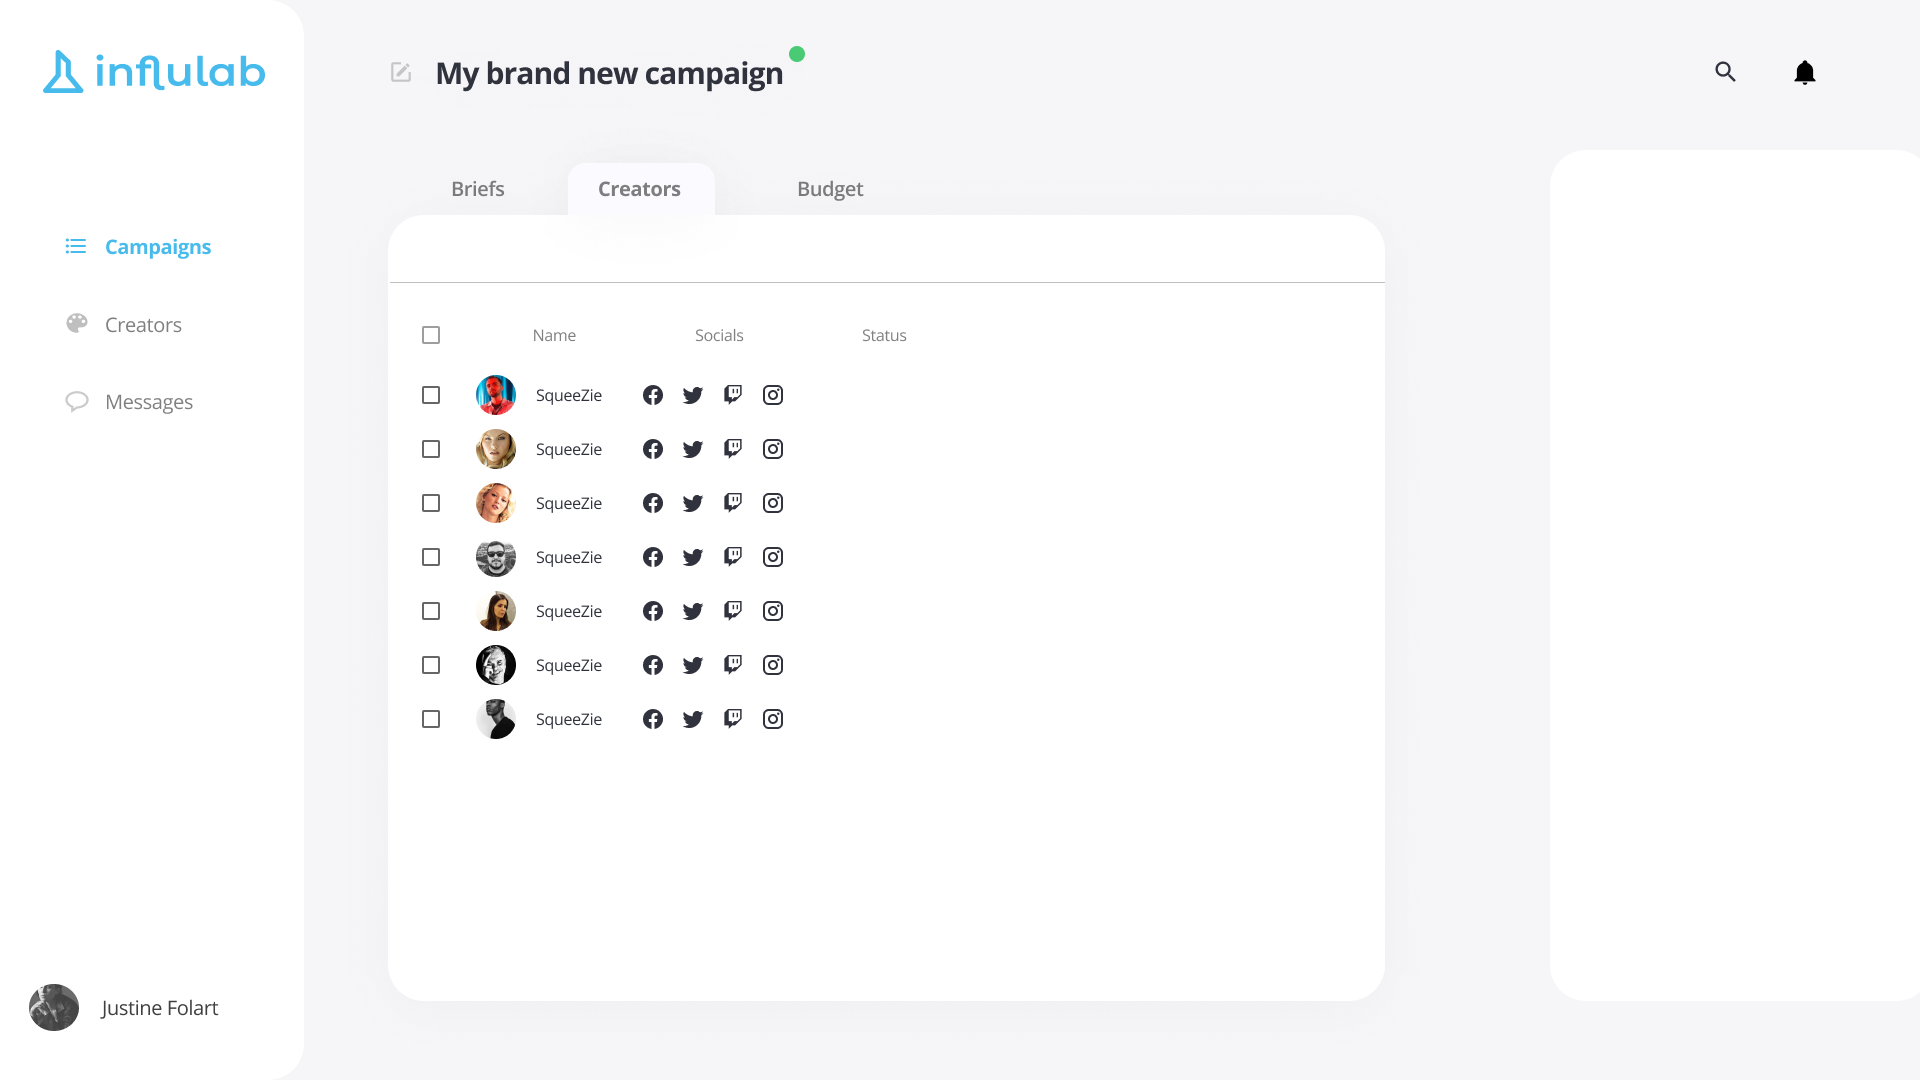 influlab
My brand new campaign
Briefs
Creators
Budget
Campaigns
Creators
Messages
Name
Socials
Status
SqueeZie
SqueeZie
SqueeZie
SqueeZie
SqueeZie
SqueeZie
SqueeZie
Justine Folart